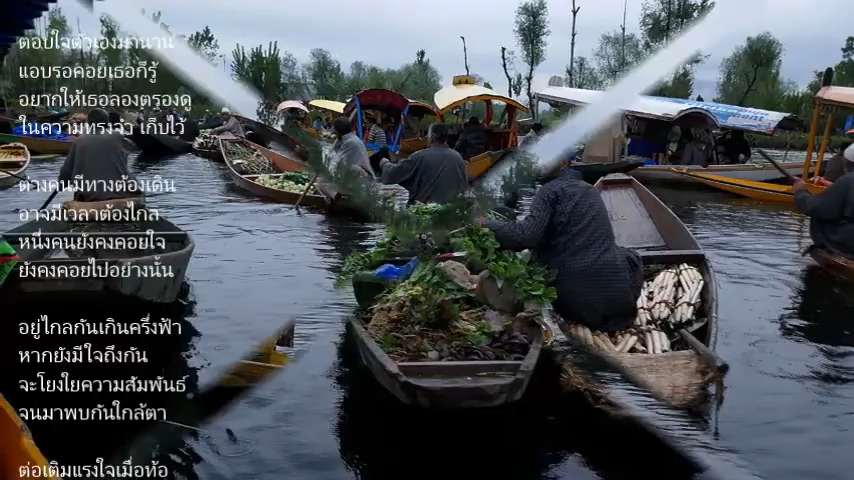 ตอบใจตัวเองมานาน
แอบรอคอยเธอก็รู้
อยากให้เธอลองตรองดู
ในความทรงจำ เก็บไว้
ต่างคนมีทางต้องเดิน
อาจมีเวลาต้องไกล
หนึ่งคนยังคงคอยใจ
ยังคงคอยไปอย่างนั้น
อยู่ไกลกันเกินครึ่งฟ้า
หากยังมีใจถึงกัน
จะโยงใยความสัมพันธ์
จนมาพบกันใกล้ตา
ต่อเติมแรงใจเมื่อท้อ